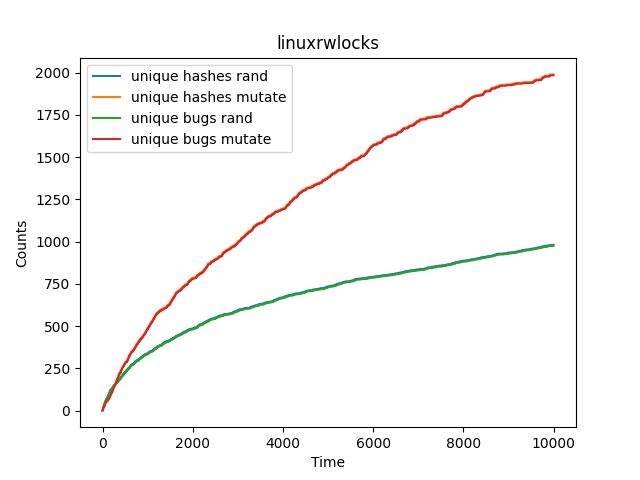 linuxrwlocks
unique hashes rand
unique hashes mutate
unique bugs rand
unique bugs mutate
2000
1750
1500
1250
1000
750
500
250
0
Counts
0 2000 4000 6000 8000 10000
Time